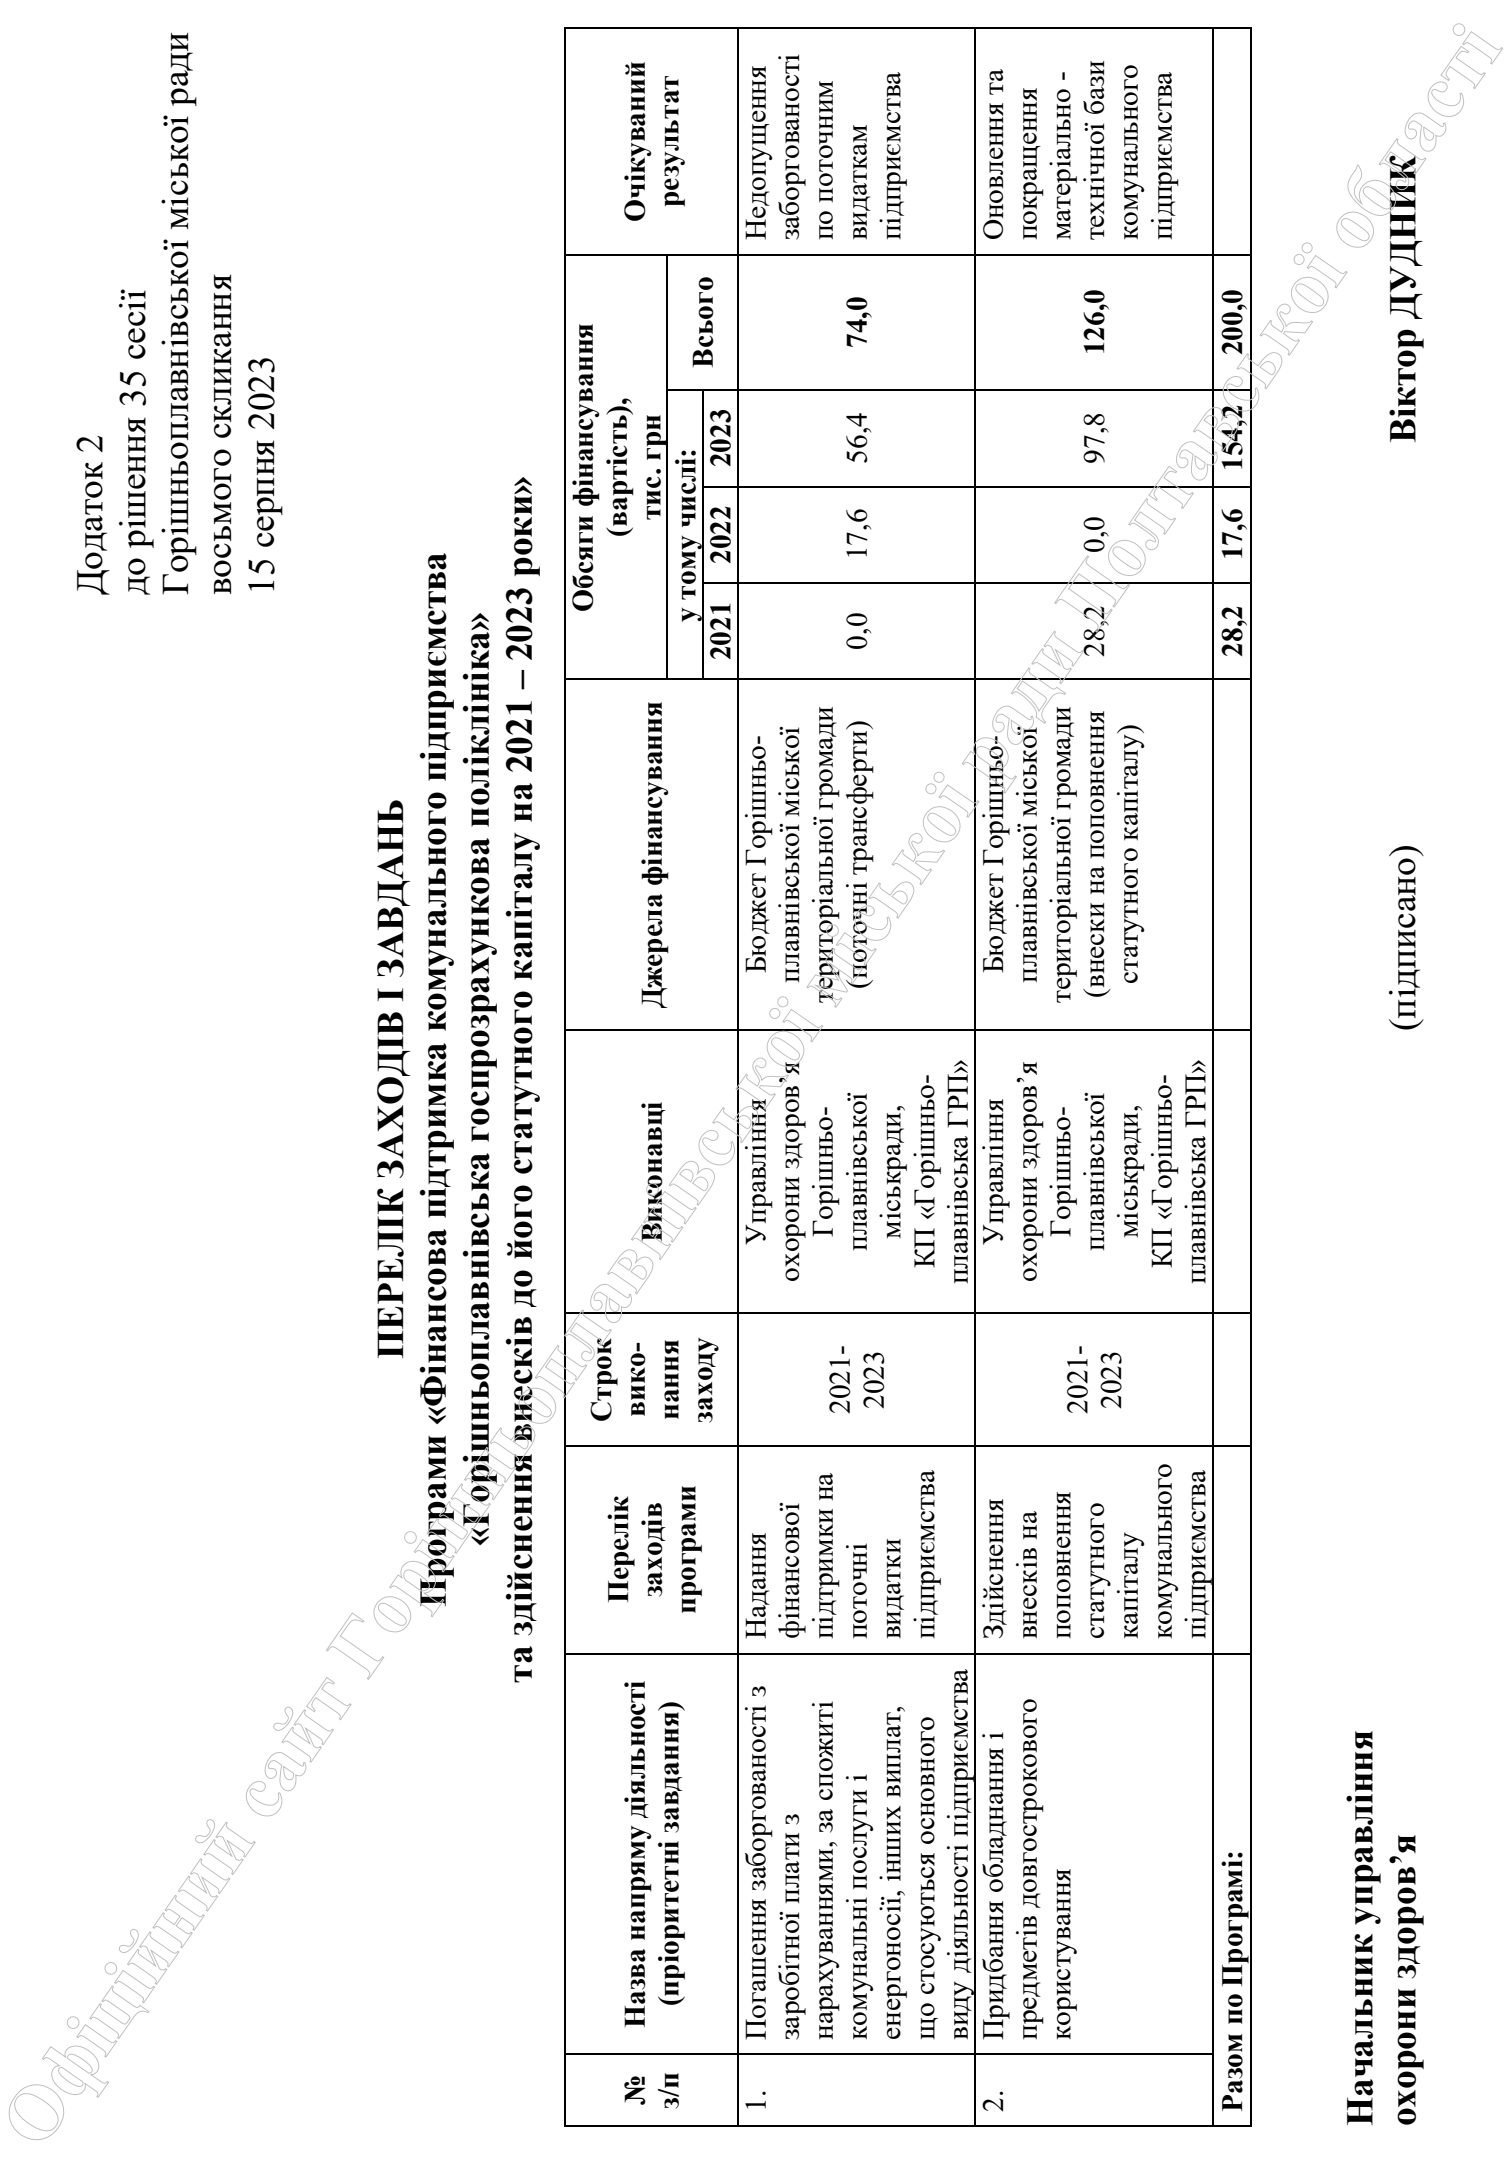 Додаток 2
до рішення 35 сесії
Горішньоплавнівської міської ради
восьмого скликання
15 серпня 2023
ПЕРЕЛІК ЗАХОДІВ І ЗАВДАНЬ
Програми «Фінансова підтримка комунального підприємства
«Горішньоплавнівська госпрозрахункова поліклініка»
та здійснення внесків до його статутного капіталу на 2021 – 2023 роки»
№
з/п
Назва напряму діяльності
(пріоритетні завдання)
Перелік
заходів
програми
Строк
вико-
нання
заходу
Виконавці
Джерела фінансування
Обсяги фінансування
(вартість),
тис. грн
у тому числі:
2021
2022
2023
Всього
Очікуваний
результат
1.
Погашення заборгованості з
заробітної плати з
нарахуваннями, за спожиті
комунальні послуги і
енергоносії, інших виплат,
що стосуються основного
виду діяльності підприємства
Надання
фінансової
підтримки на
поточні
видатки
підприємства
2021-
2023
Управління
охорони здоров’я
Горішньо-
плавнівської
міськради,
КП «Горішньо-
плавнівська ГРП»
Бюджет Горішньо-
плавнівської міської
територіальної громади
(поточні трансферти)
0,0
17,6
56,4
74,0
Недопущення
заборгованості
по поточним
видаткам
підприємства
2.
Придбання обладнання і
предметів довгострокового
користування
Здійснення
внесків на
поповнення
статутного
капіталу
комунального
підприємства
2021-
2023
Управління
охорони здоров’я
Горішньо-
плавнівської
міськради,
КП «Горішньо-
плавнівська ГРП»
Бюджет Горішньо-
плавнівської міської
територіальної громади
(внески на поповнення
статутного капіталу)
28,2
0,0
97,8
126,0
Оновлення та
покращення
матеріально -
технічної бази
комунального
підприємства
Разом по Програмі:
28,2
17,6
154,2
200,0
Начальник управління
охорони здоров’я
(підписано)
Віктор ДУДНИК
Офіційний сайт Горішньоплавнівської міської ради Полтавської області